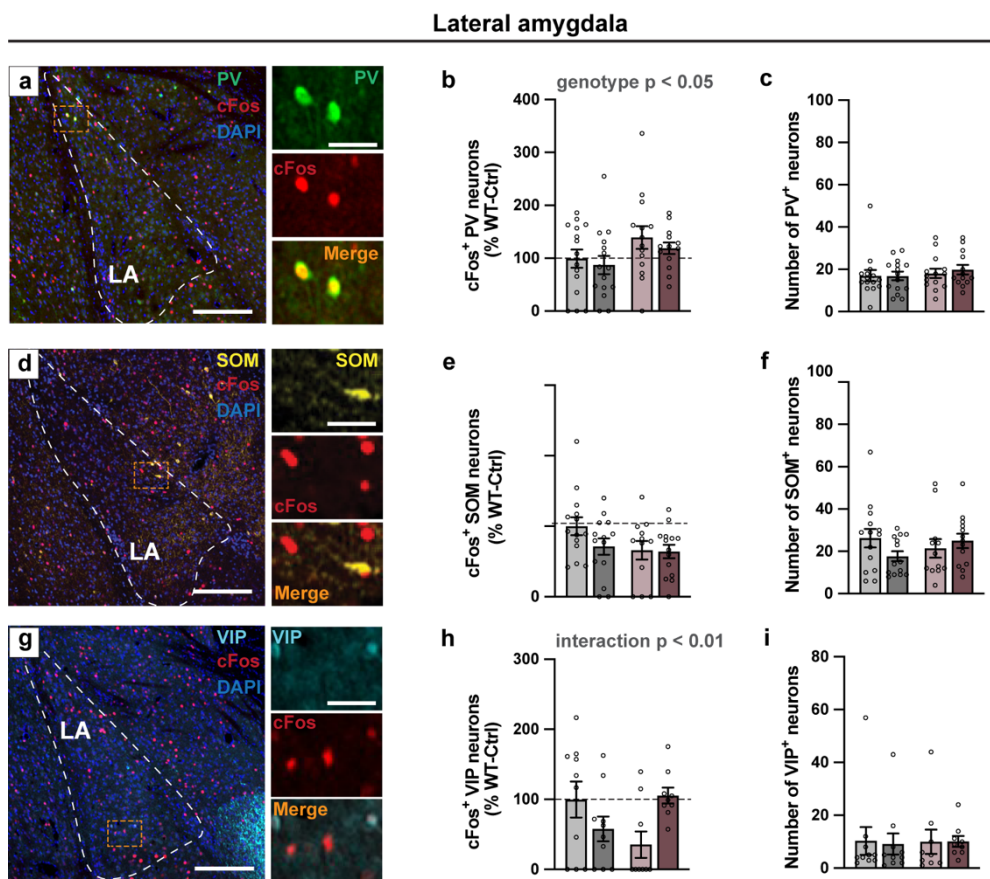 Lateral amygdala
a
PV
cFos
DAPI
LA
PV
cFos
Merge
b
genotype p < 0.05
cFos⁺ PV neurons
(% WT-Ctrl)
400
300
200
100
0
c
Number of PV⁺ neurons
100
80
60
40
20
0
d
SOM
cFos
DAPI
LA
SOM
cFos
Merge
e
cFos⁺ SOM neurons
(% WT-Ctrl)
0
f
Number of SOM⁺ neurons
100
80
60
40
20
0
g
VIP
cFos
DAPI
LA
VIP
cFos
Merge
h
interaction p < 0.01
cFos⁺ VIP neurons
(% WT-Ctrl)
300
200
100
0
i
Number of VIP⁺ neurons
80
60
40
20
0